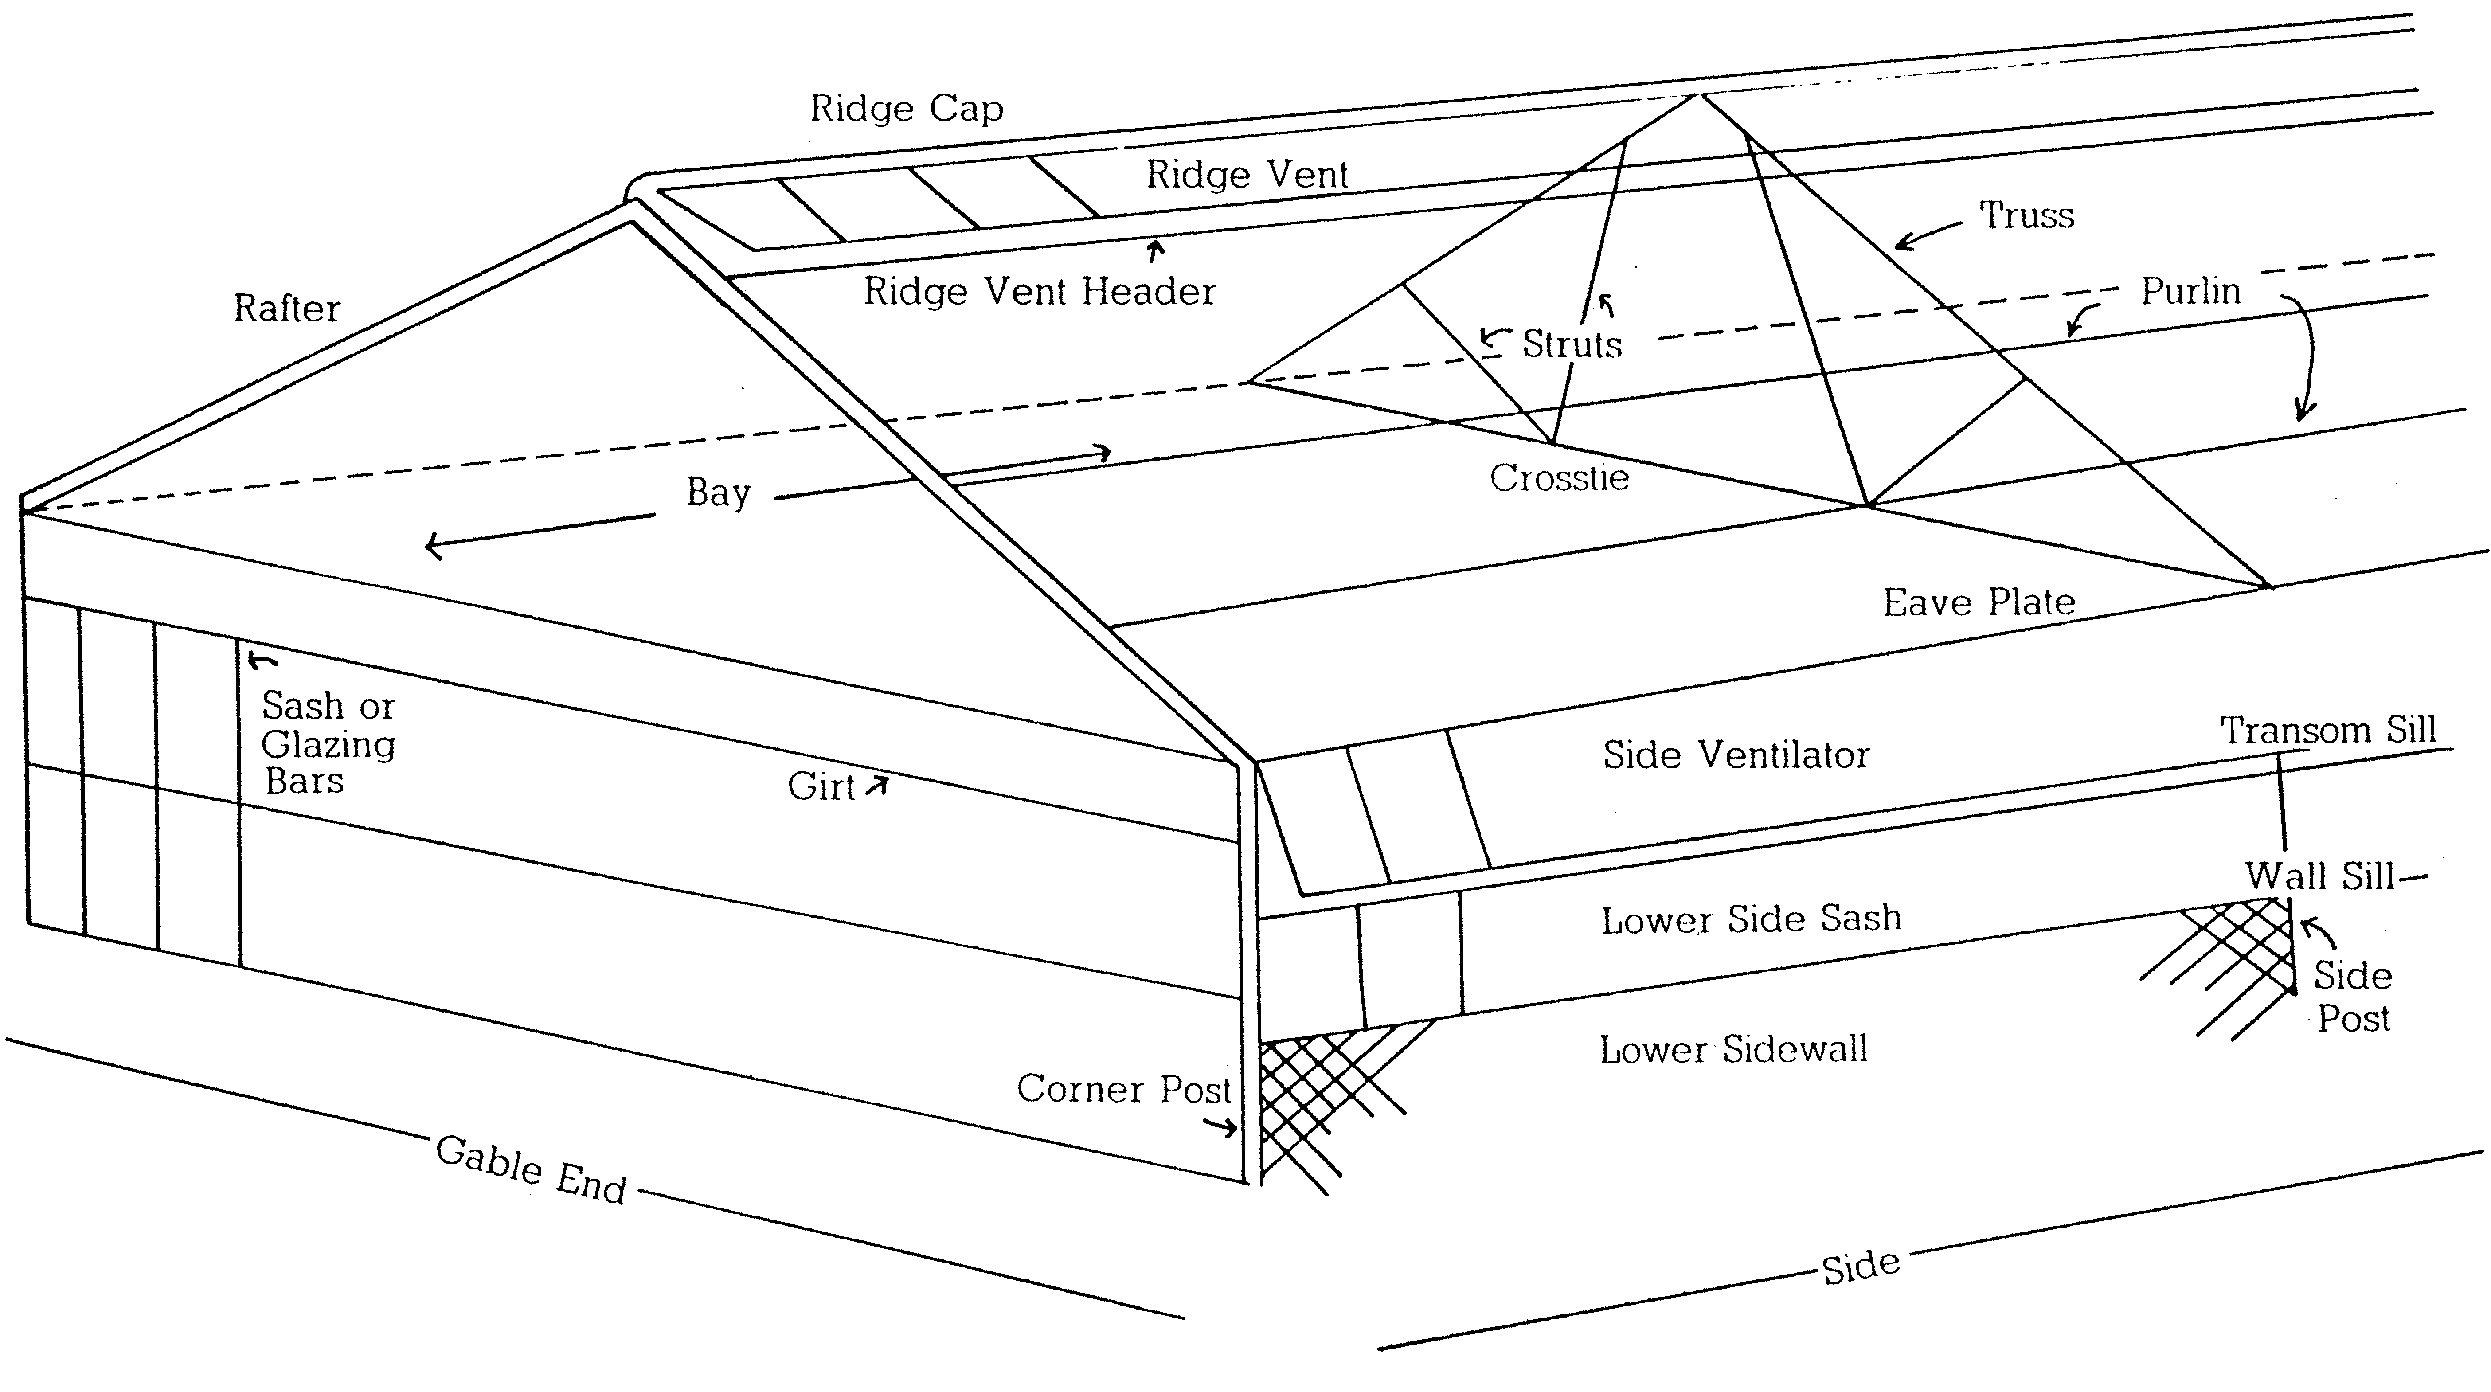 Ridge Cap
Ridge Vent
Truss
Ridge Vent Header
Purlin
Rafter
Struts
Bay
Crosstie
Eave Plate
Sash or
Glazing
Bars
Girt
Side Ventilator
Transom Sill
Wall Sill
Lower Side Sash
Side
Post
Lower Sidewall
Corner Post
Gable End
Side